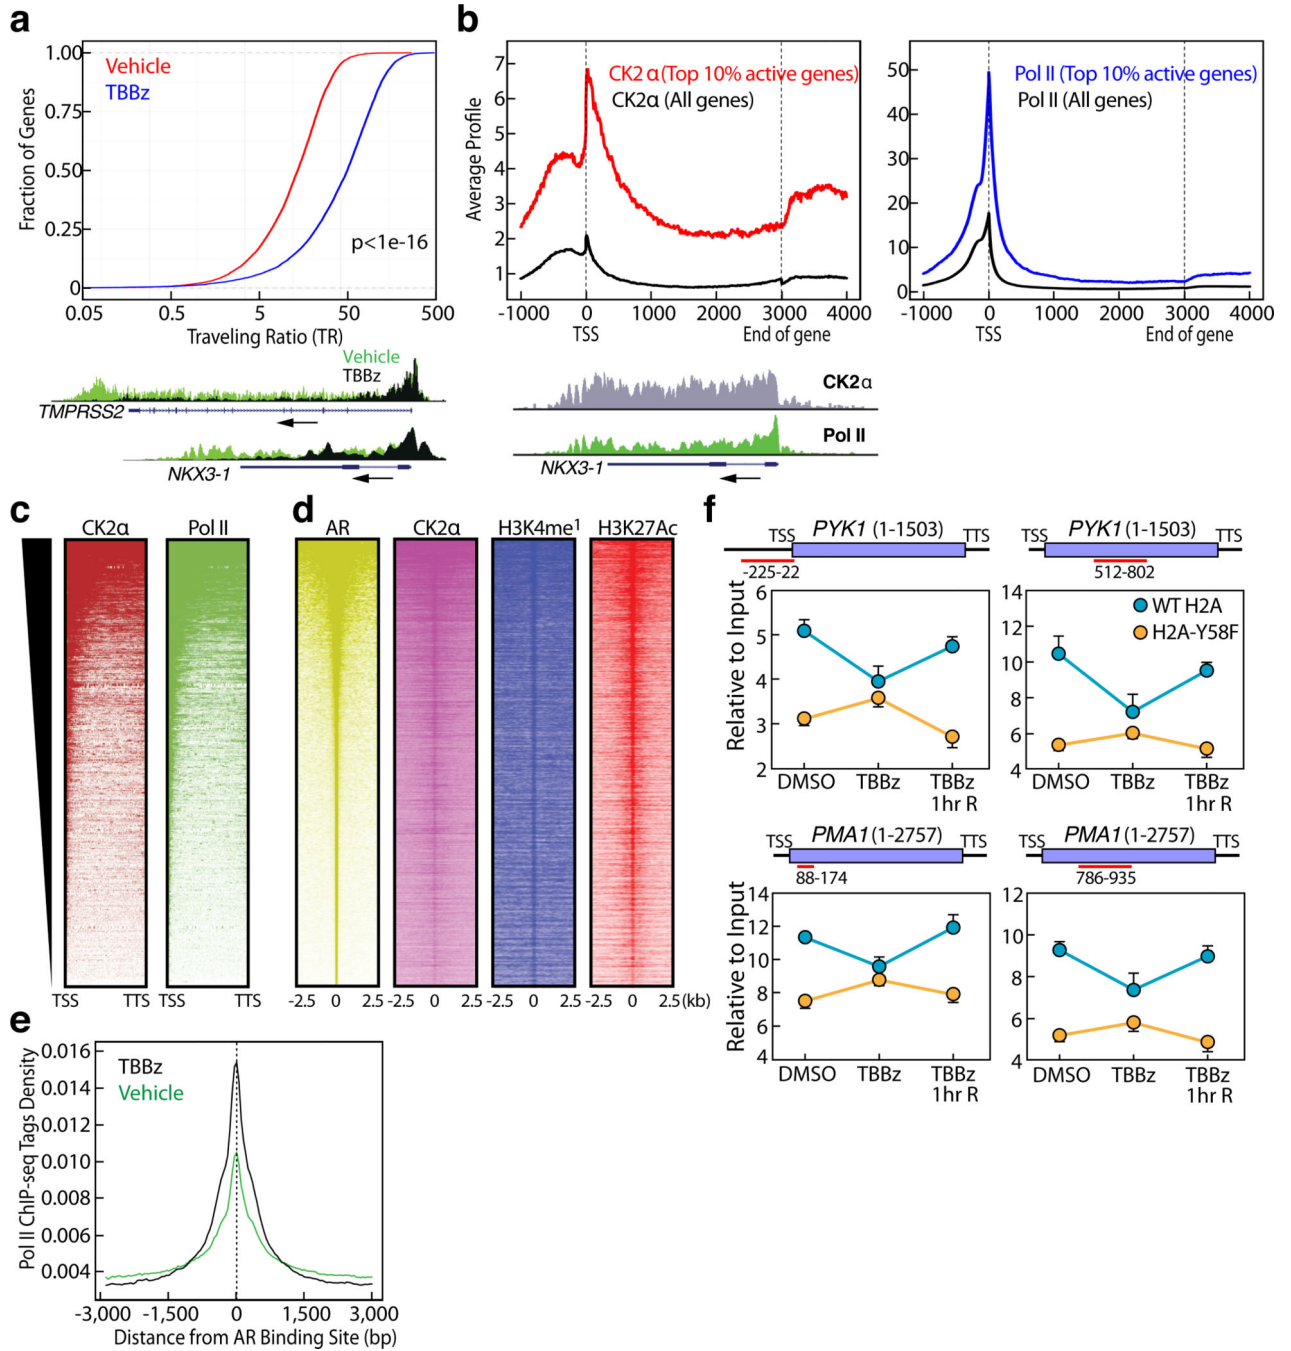 a
1.00
0.75
0.50
0.25
0
Fraction of Genes
Vehicle
TBBz
p<1e-16
0.05 0.5 5 50 500
Traveling Ratio (TR)
Vehicle
TBBz
TMPRSS2
NKX3-1
b
7
6
5
4
3
2
1
Average Profile
CK2 α(Top 10% active genes)
CK2α (All genes)
-1000 0 1000 2000 3000 4000
TSS End of gene
50
40
30
20
10
0
Pol II (Top 10% active genes)
Pol II (All genes)
-1000 0 1000 2000 3000 4000
TSS End of gene
CK2α
Pol II
NKX3-1
c
CK2α Pol II
TSS TTS TSS TTS
d
AR CK2α H3K4me1 H3K27Ac
-2.5 0 2.5 -2.5 0 2.5 -2.5 0 2.5 -2.5 0 2.5(kb)
e
0.016
0.014
0.012
0.010
0.008
0.006
0.004
Pol II ChIP-seq Tags Density
TBBz
Vehicle
-3,000 -1,500 0 1,500 3,000
Distance from AR Binding Site (bp)
f
TSS PYK1 (1-1503) TTS
-225-22
6
5
4
3
2
Relative to Input
DMSO TBBz TBBz
1hr R
TSS PYK1 (1-1503) TTS
512-802
14
12
10
8
6
4
WT H2A
H2A-Y58F
DMSO TBBz TBBz
1hr R
TSS PMA1 (1-2757) TTS
88-174
14
12
10
8
6
4
Relative to Input
DMSO TBBz TBBz
1hr R
TSS PMA1 (1-2757) TTS
786-935
12
10
8
6
4
DMSO TBBz TBBz
1hr R